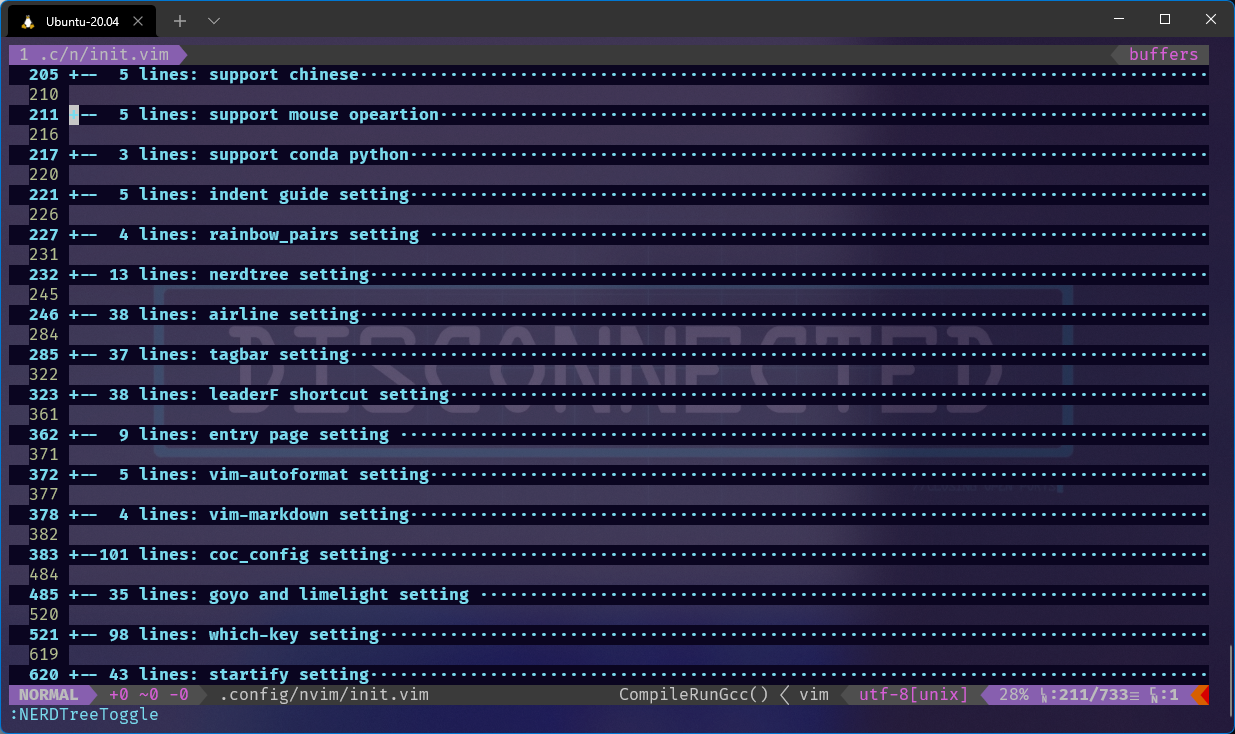 Ubuntu-20.04
1 .c/n/init.vim buffers
205 +-- 5 lines: support chinese
210
211 +-- 5 lines: support mouse opeartion
216
217 +-- 3 lines: support conda python
220
221 +-- 5 lines: indent guide setting
226
227 +-- 4 lines: rainbow_pairs setting
231
232 +-- 13 lines: nerdtree setting
245
246 +-- 38 lines: airline setting
284
285 +-- 37 lines: tagbar setting
322
323 +-- 38 lines: leaderF shortcut setting
361
362 +-- 9 lines: entry page setting
371
372 +-- 5 lines: vim-autoformat setting
377
378 +-- 4 lines: vim-markdown setting
382
383 +--101 lines: coc_config setting
484
485 +-- 35 lines: goyo and limelight setting
520
521 +-- 98 lines: which-key setting
619
620 +-- 43 lines: startify setting
DISCONNECTED
NORMAL +0 ~0 -0 .config/nvim/init.vim CompileRunGcc() < vim utf-8[unix] 28% ␤:211/733≡ ℅:1
:NERDTreeToggle